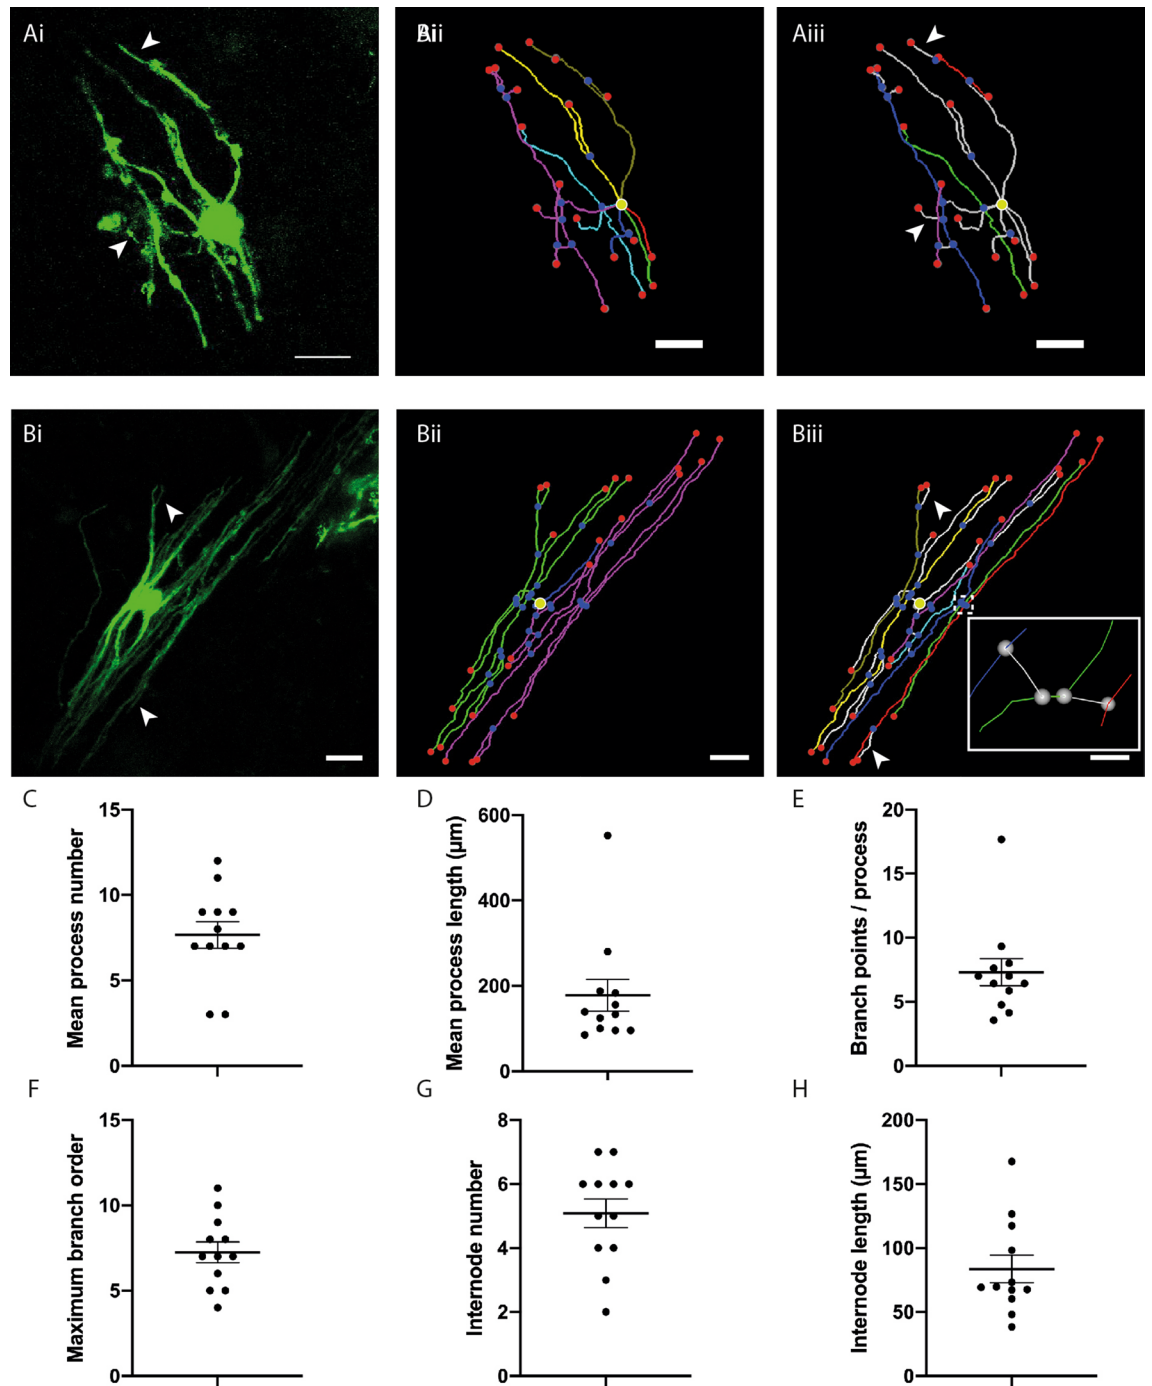 Ai
Bii
Aii
Aiii
Bi
Bii
Biii
C
D
E
15
10
5
0
Mean process number
600
400
200
0
Mean process length (μm)
20
15
10
5
0
Branch points / process
F
G
H
15
10
5
0
Maximum branch order
8
6
4
2
0
Internode number
200
150
100
50
0
Internode length (μm)